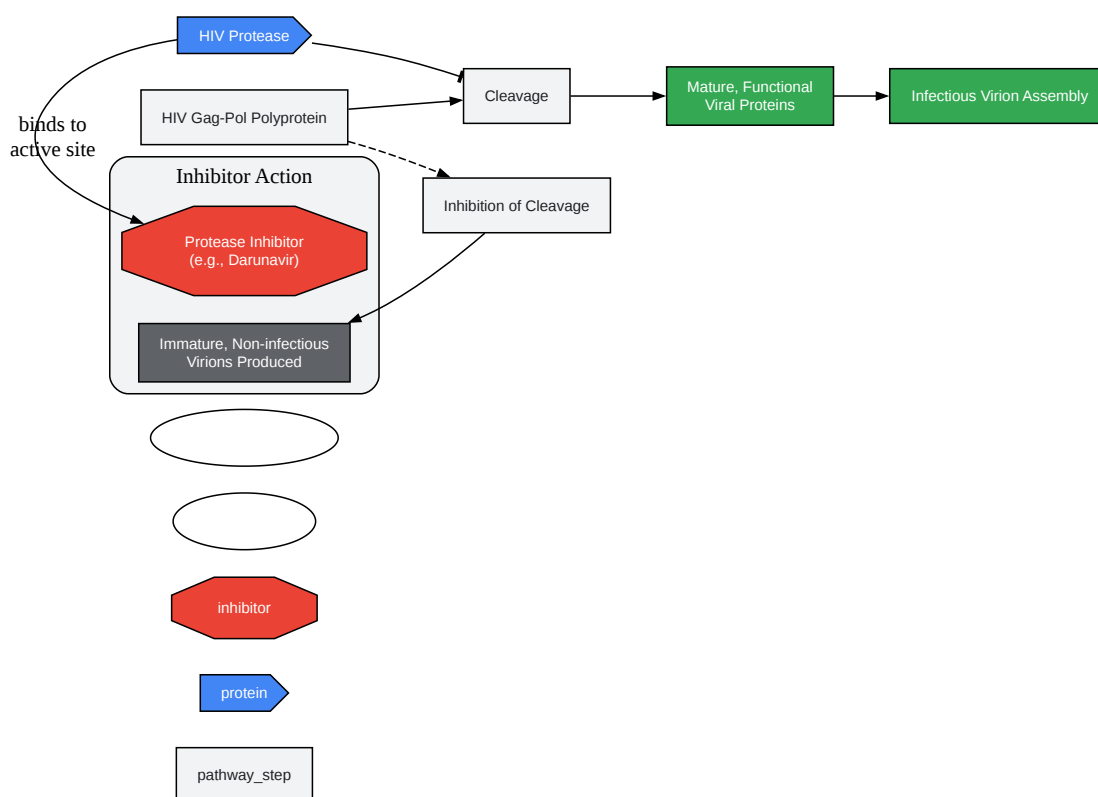 HIV Protease
Cleavage
Mature, Functional
Viral Proteins
Infectious Virion Assembly
HIV Gag-Pol Polyprotein
binds to
active site
Inhibitor Action
Inhibition of Cleavage
Protease Inhibitor
(e.g., Darunavir)
Immature, Non-infectious
Virions Produced
inhibitor
protein
pathway_step